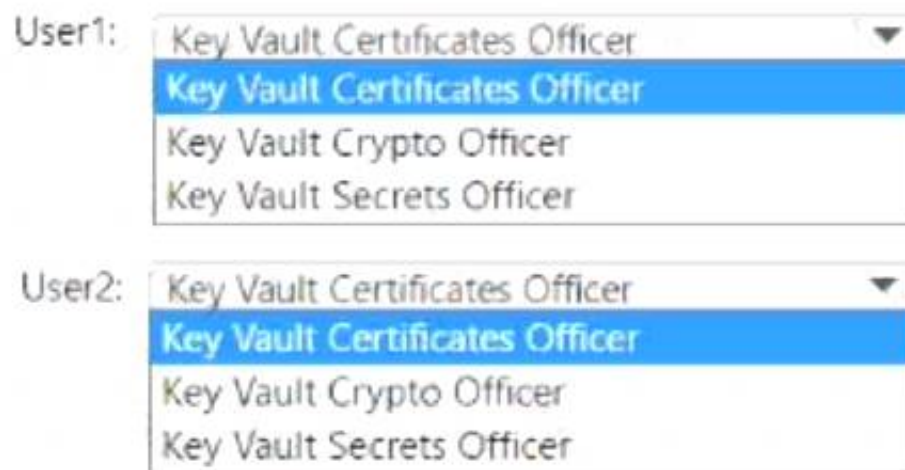 User1: Key Vault Certificates Officer
Key Vault Certificates Officer
Key Vault Crypto Officer
Key Vault Secrets Officer
User2: Key Vault Certificates Officer
Key Vault Certificates Officer
Key Vault Crypto Officer
Key Vault Secrets Officer